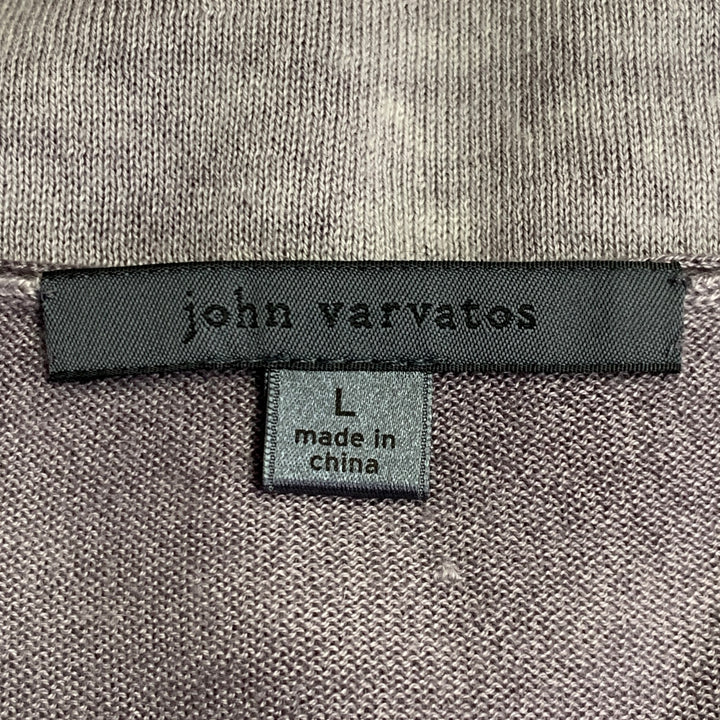 john varvatos
L
made in
china